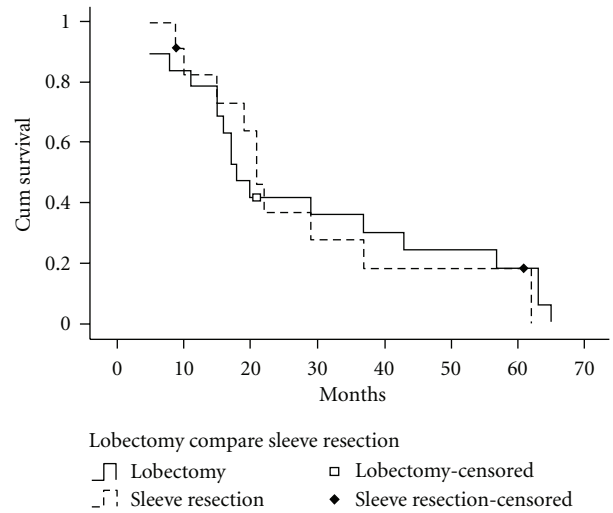 1
0.8
0.6
0.4
0.2
0
Cum survival
0 10 20 30 40 50 60 70
Months
Lobectomy compare sleeve resection
Lobectomy
Sleeve resection
Lobectomy-censored
Sleeve resection-censored